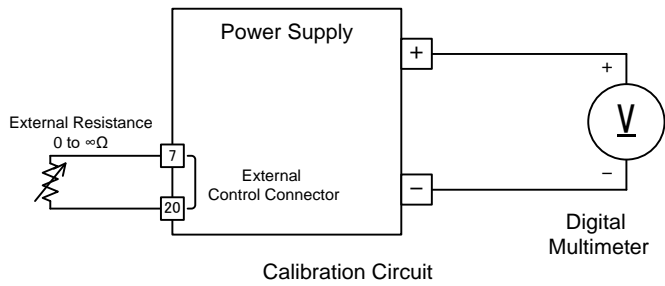 Power Supply
+
+
V
External Resistance
0 to ∞Ω
7
External
Control Connector
−
−
20
Digital
Multimeter
Calibration Circuit